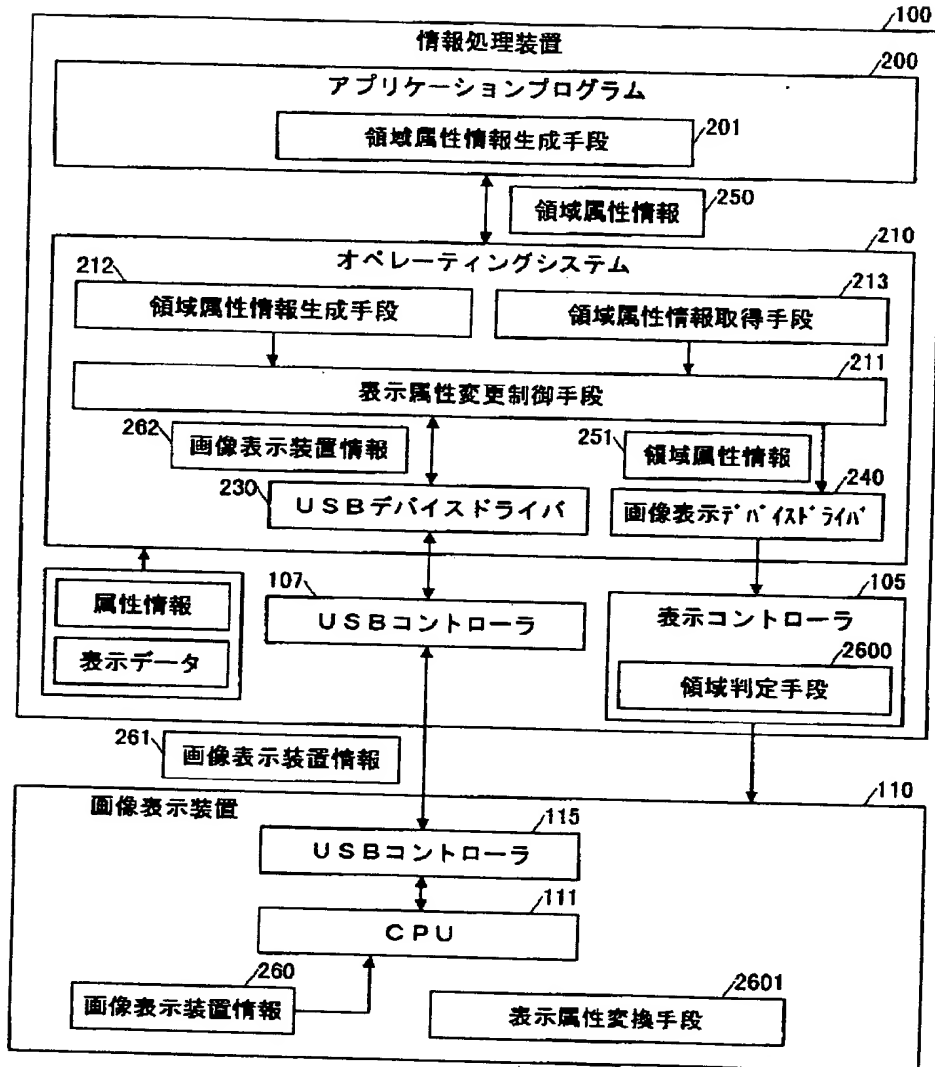 100
情報処理装置
200
アプリケーションプログラム
領域属性情報生成手段
201
領域属性情報
250
210
オペレーティングシステム
212
領域属性情報生成手段
213
領域属性情報取得手段
211
表示属性変更制御手段
262
画像表示装置情報
251
領域属性情報
230
USBデバイスドライバ
240
画像表示ﾃﾞﾊﾞｲｽﾄﾞﾗｲﾊﾞ
属性情報
表示データ
107
USBコントローラ
105
表示コントローラ
2600
領域判定手段
261
画像表示装置情報
110
画像表示装置
115
USBコントローラ
111
CPU
260
画像表示装置情報
2601
表示属性変換手段